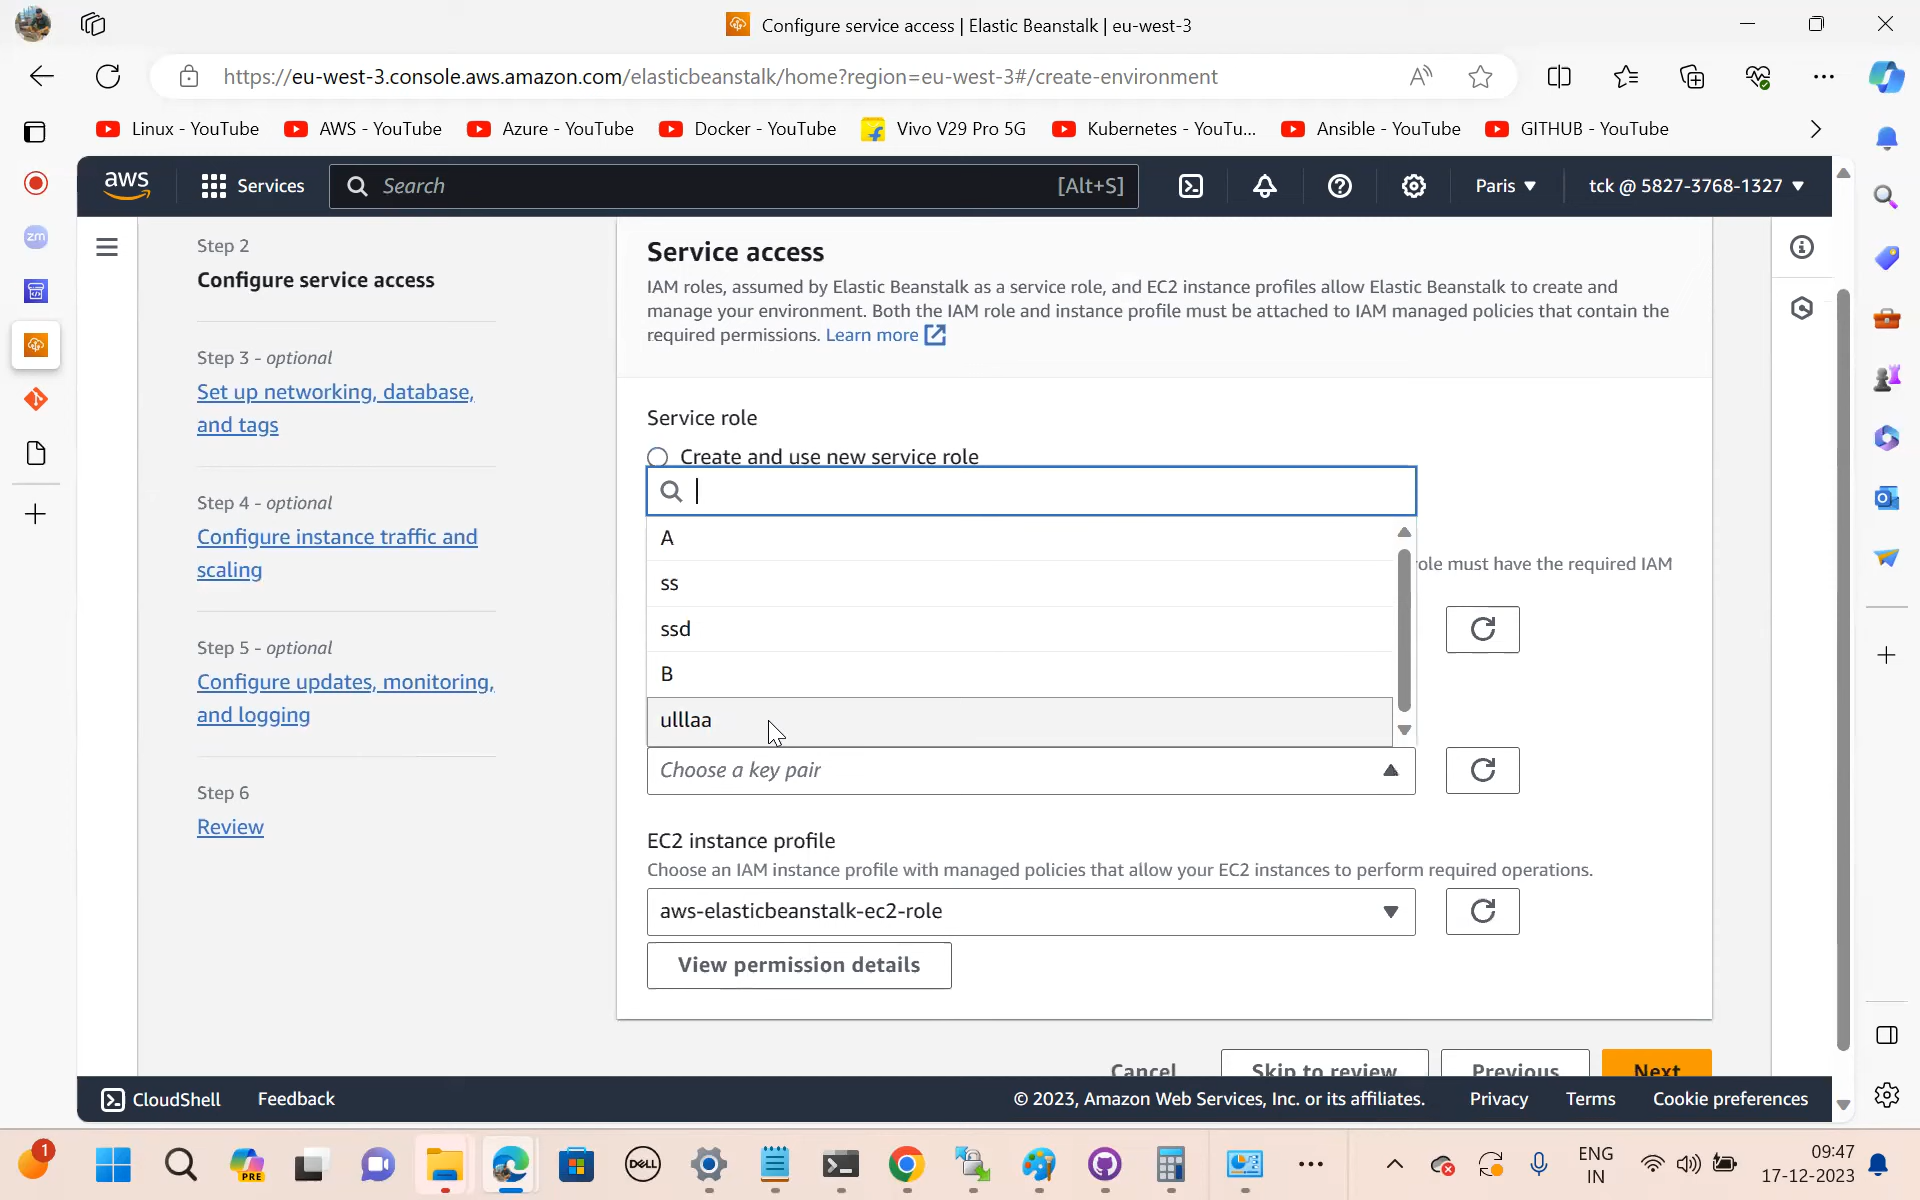 Configure service access | Elastic Beanstalk | eu-west-3
https://eu-west-3.console.aws.amazon.com/elasticbeanstalk/home?region=eu-west-3#/create-environment
Linux - YouTube
AWS - YouTube
Azure - YouTube
Docker - YouTube
Vivo V29 Pro 5G
Kubernetes - YouTu...
Ansible - YouTube
GITHUB - YouTube
aws
Services
Search
[Alt+S]
Paris
tck @ 5827-3768-1327
zm
Step 2
Configure service access
Step 3 - optional
Set up networking, database,
and tags
Step 4 - optional
Configure instance traffic and
scaling
Step 5 - optional
Configure updates, monitoring,
and logging
Step 6
Review
Service access
IAM roles, assumed by Elastic Beanstalk as a service role, and EC2 instance profiles allow Elastic Beanstalk to create and
manage your environment. Both the IAM role and instance profile must be attached to IAM managed policies that contain the
required permissions. Learn more
Service role
Create and use new service role
A
ss
ssd
B
ulllaa
ole must have the required IAM
Choose a key pair
EC2 instance profile
Choose an IAM instance profile with managed policies that allow your EC2 instances to perform required operations.
aws-elasticbeanstalk-ec2-role
View permission details
Cancel
Skip to review
Previous
Next
CloudShell
Feedback
© 2023, Amazon Web Services, Inc. or its affiliates.
Privacy
Terms
Cookie preferences
1
PRE
DELL
ENG
IN
09:47
17-12-2023